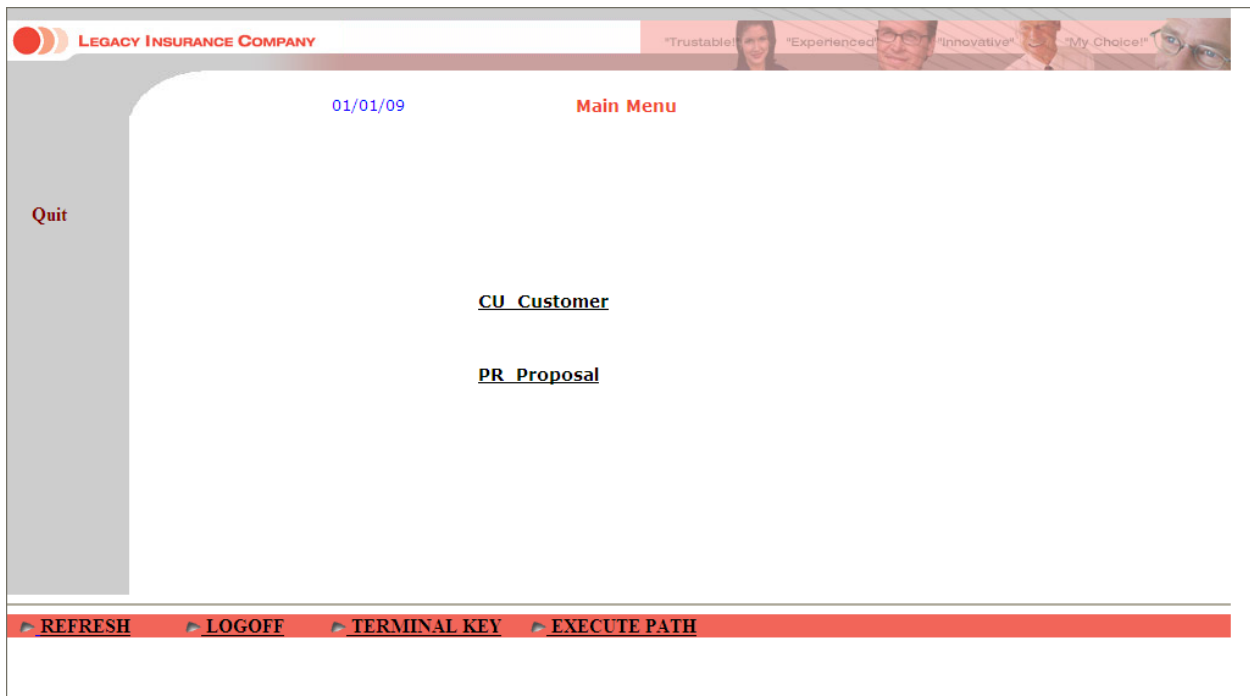 LEGACY INSURANCE COMPANY
"Trustable!" "Experienced" "Innovative" "My Choice!"
01/01/09 Main Menu
Quit
CU Customer
PR Proposal
REFRESH LOGOFF TERMINAL KEY EXECUTE PATH